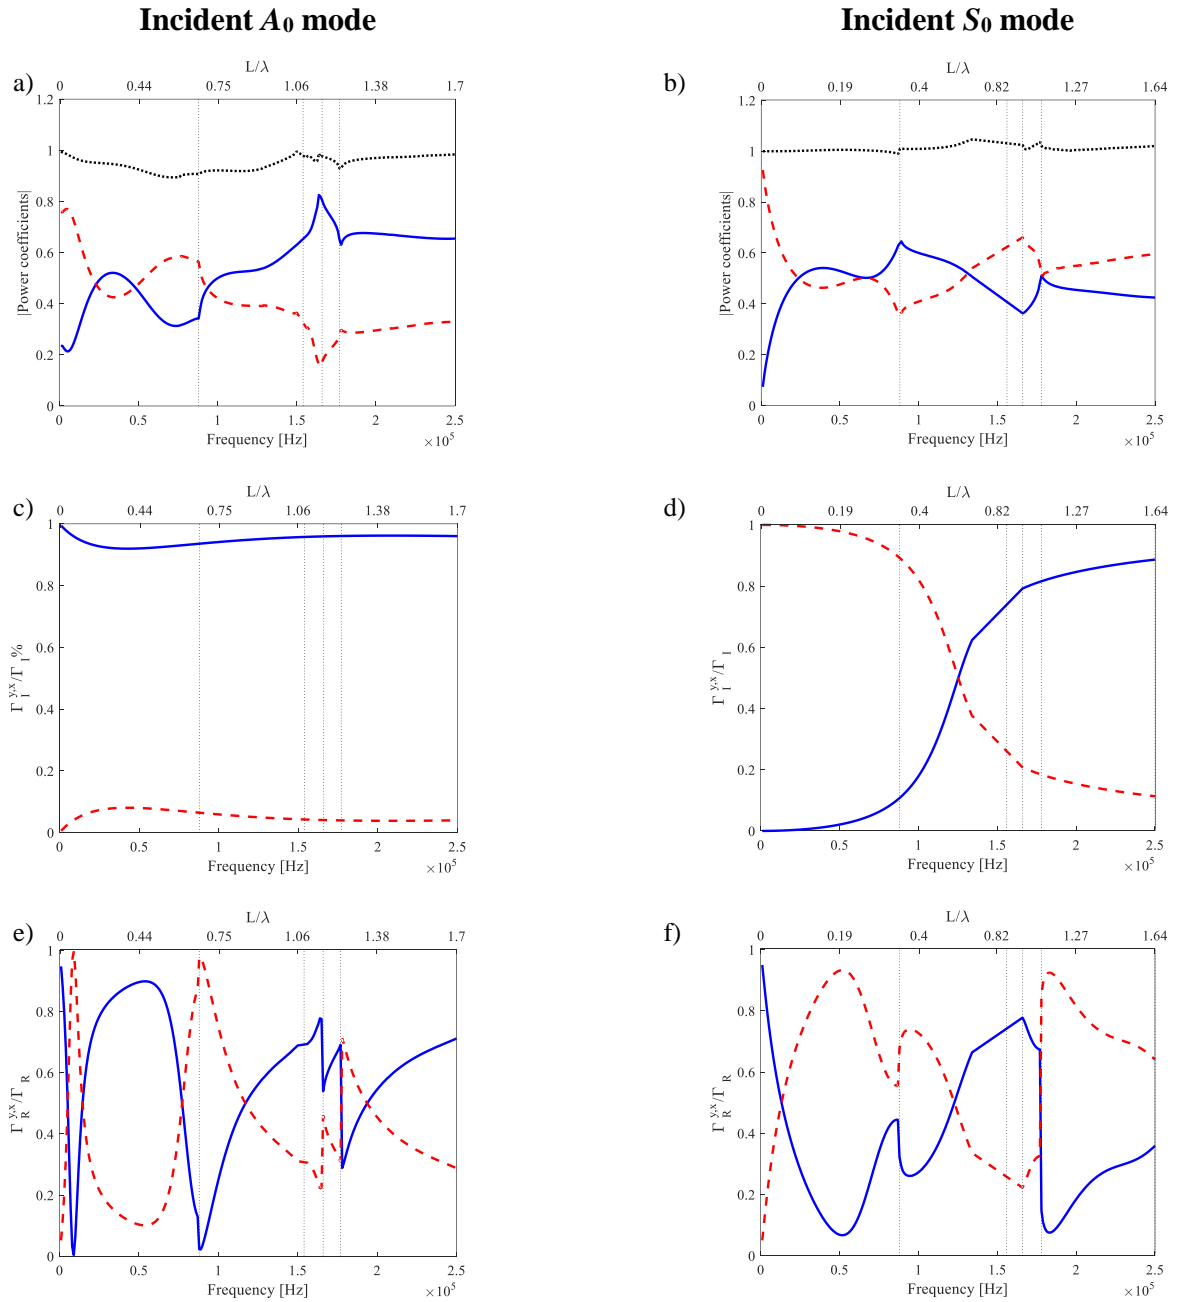 Incident A0 mode
Incident S0 mode
a)
L/λ
0 0.44 0.75 1.06 1.38 1.7
1.2
1
0.8
0.6
0.4
0.2
0
|Power coefficients|
0 0.5 1 1.5 2 2.5
Frequency [Hz]
×10^5
b)
L/λ
0 0.19 0.4 0.82 1.27 1.64
1.2
1
0.8
0.6
0.4
0.2
0
|Power coefficients|
0 0.5 1 1.5 2 2.5
Frequency [Hz]
×10^5
c)
L/λ
0 0.44 0.75 1.06 1.38 1.7
1
0.8
0.6
0.4
0.2
0
Γ_I^{y,x}/Γ_I%
0 0.5 1 1.5 2 2.5
Frequency [Hz]
×10^5
d)
L/λ
0 0.19 0.4 0.82 1.27 1.64
1
0.8
0.6
0.4
0.2
0
Γ_I^{y,x}/Γ_I
0 0.5 1 1.5 2 2.5
Frequency [Hz]
×10^5
e)
L/λ
0 0.44 0.75 1.06 1.38 1.7
1
0.8
0.6
0.4
0.2
0
Γ_R^{y,x}/Γ_R
0 0.5 1 1.5 2 2.5
Frequency [Hz]
×10^5
f)
L/λ
0 0.19 0.4 0.82 1.27 1.64
1
0.8
0.6
0.4
0.2
0
Γ_R^{y,x}/Γ_R
0 0.5 1 1.5 2 2.5
Frequency [Hz]
×10^5